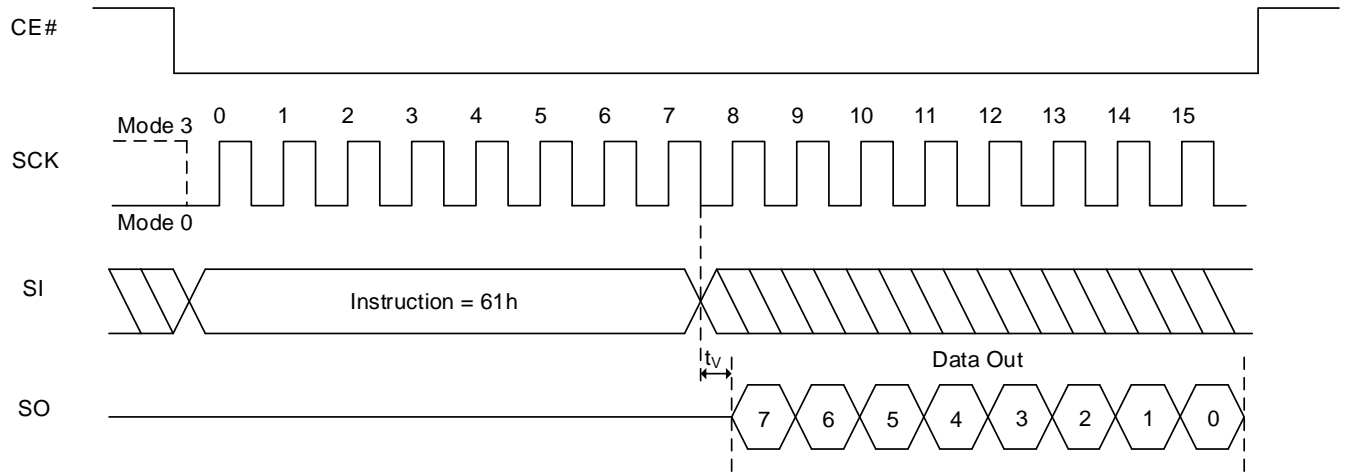 CE#
0 1 2 3 4 5 6 7 8 9 10 11 12 13 14 15
Mode 3
SCK
Mode 0
SI
Instruction = 61h
tV
Data Out
SO
7 6 5 4 3 2 1 0